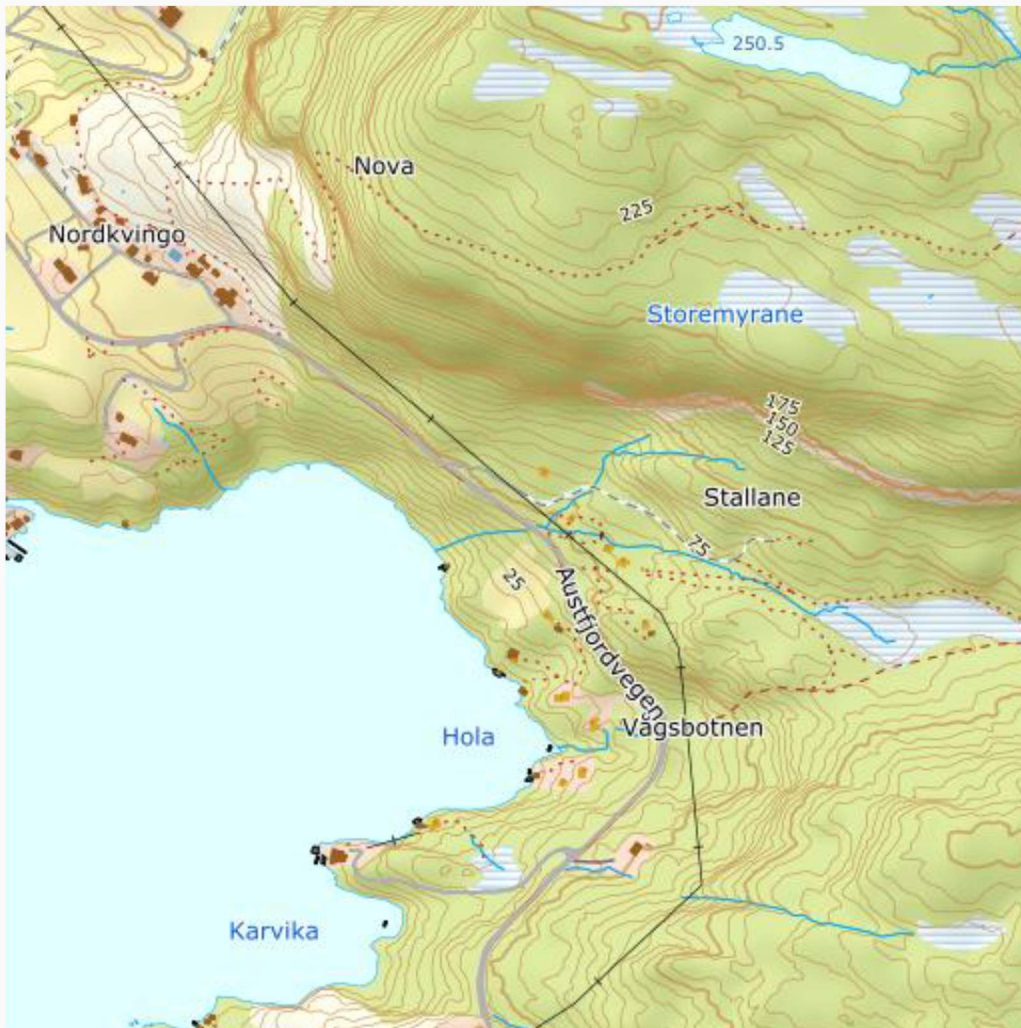 250.5
Nova
225
Nordkvingo
Storemyrane
175
150
125
Stallane
75
25
Austfjordvegen
Vågsbotnen
Hola
Karvika